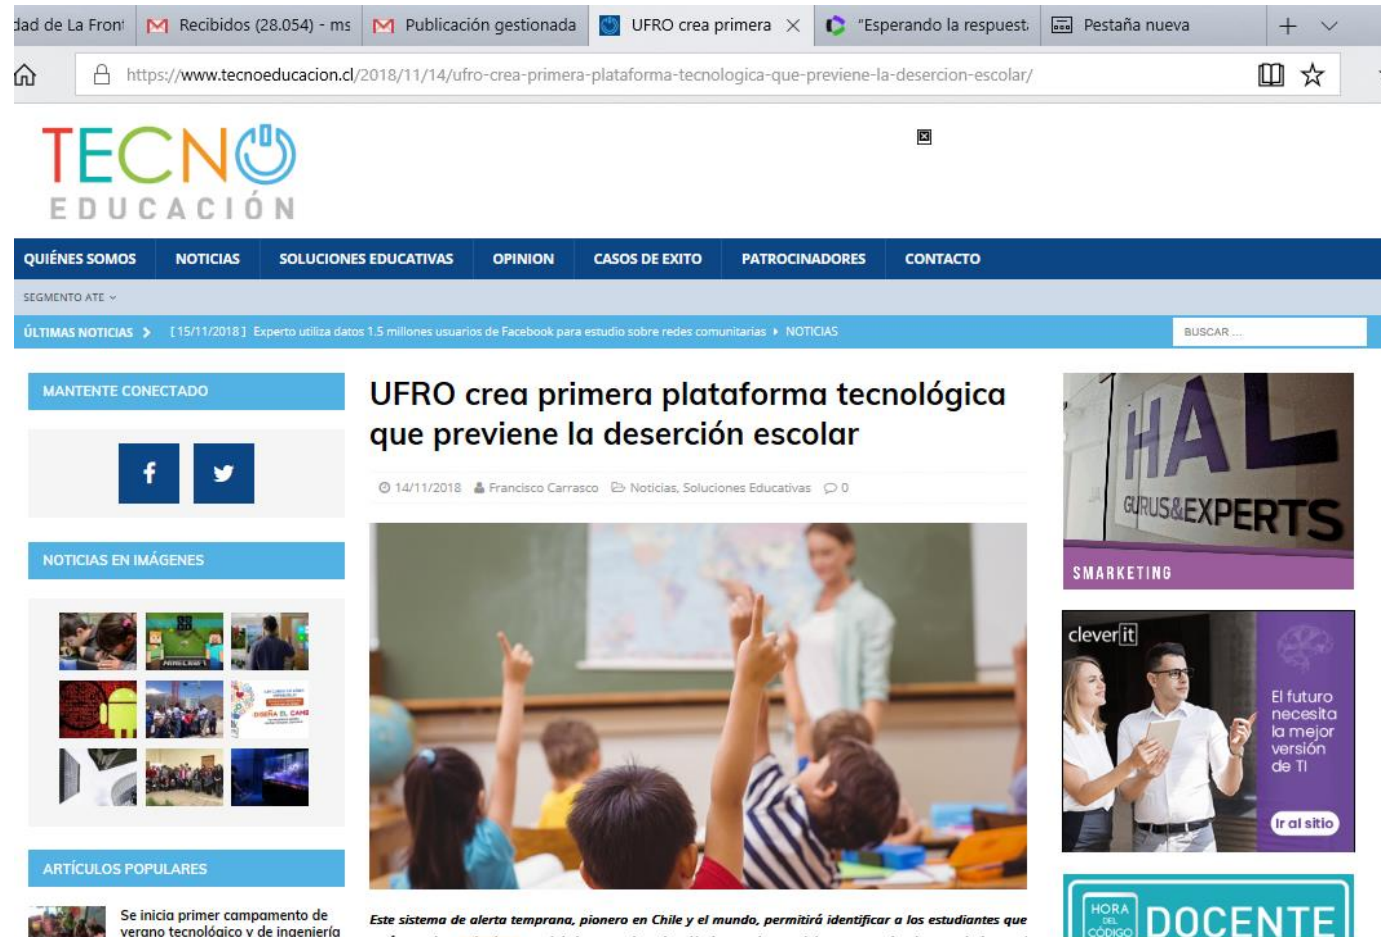 dad de La Front
Recibidos (28.054) - ms
Publicación gestionada
UFRO crea primera
"Esperando la respuest
Pestaña nueva
https://www.tecnoeducacion.cl/2018/11/14/ufro-crea-primera-plataforma-tecnologica-que-previene-la-desercion-escolar/
TECNO
EDUCACIÓN
QUIÉNES SOMOS
NOTICIAS
SOLUCIONES EDUCATIVAS
OPINION
CASOS DE EXITO
PATROCINADORES
CONTACTO
SEGMENTO ATE
ÚLTIMAS NOTICIAS
[15/11/2018] Experto utiliza datos 1.5 millones usuarios de Facebook para estudio sobre redes comunitarias
NOTICIAS
BUSCAR ...
MANTENTE CONECTADO
NOTICIAS EN IMÁGENES
MINECRAFT
DISEÑA EL CAMB
ARTÍCULOS POPULARES
Se inicia primer campamento de
verano tecnológico y de ingeniería
UFRO crea primera plataforma tecnológica
que previene la deserción escolar
14/11/2018
Francisco Carrasco
Noticias, Soluciones Educativas
0
Este sistema de alerta temprana, pionero en Chile y el mundo, permitirá identificar a los estudiantes que
HAL
GURUS&EXPERTS
SMARKETING
cleverit
El futuro
necesita
la mejor
versión
de TI
Ir al sitio
HORA
DEL
CÓDIGO
DOCENTE